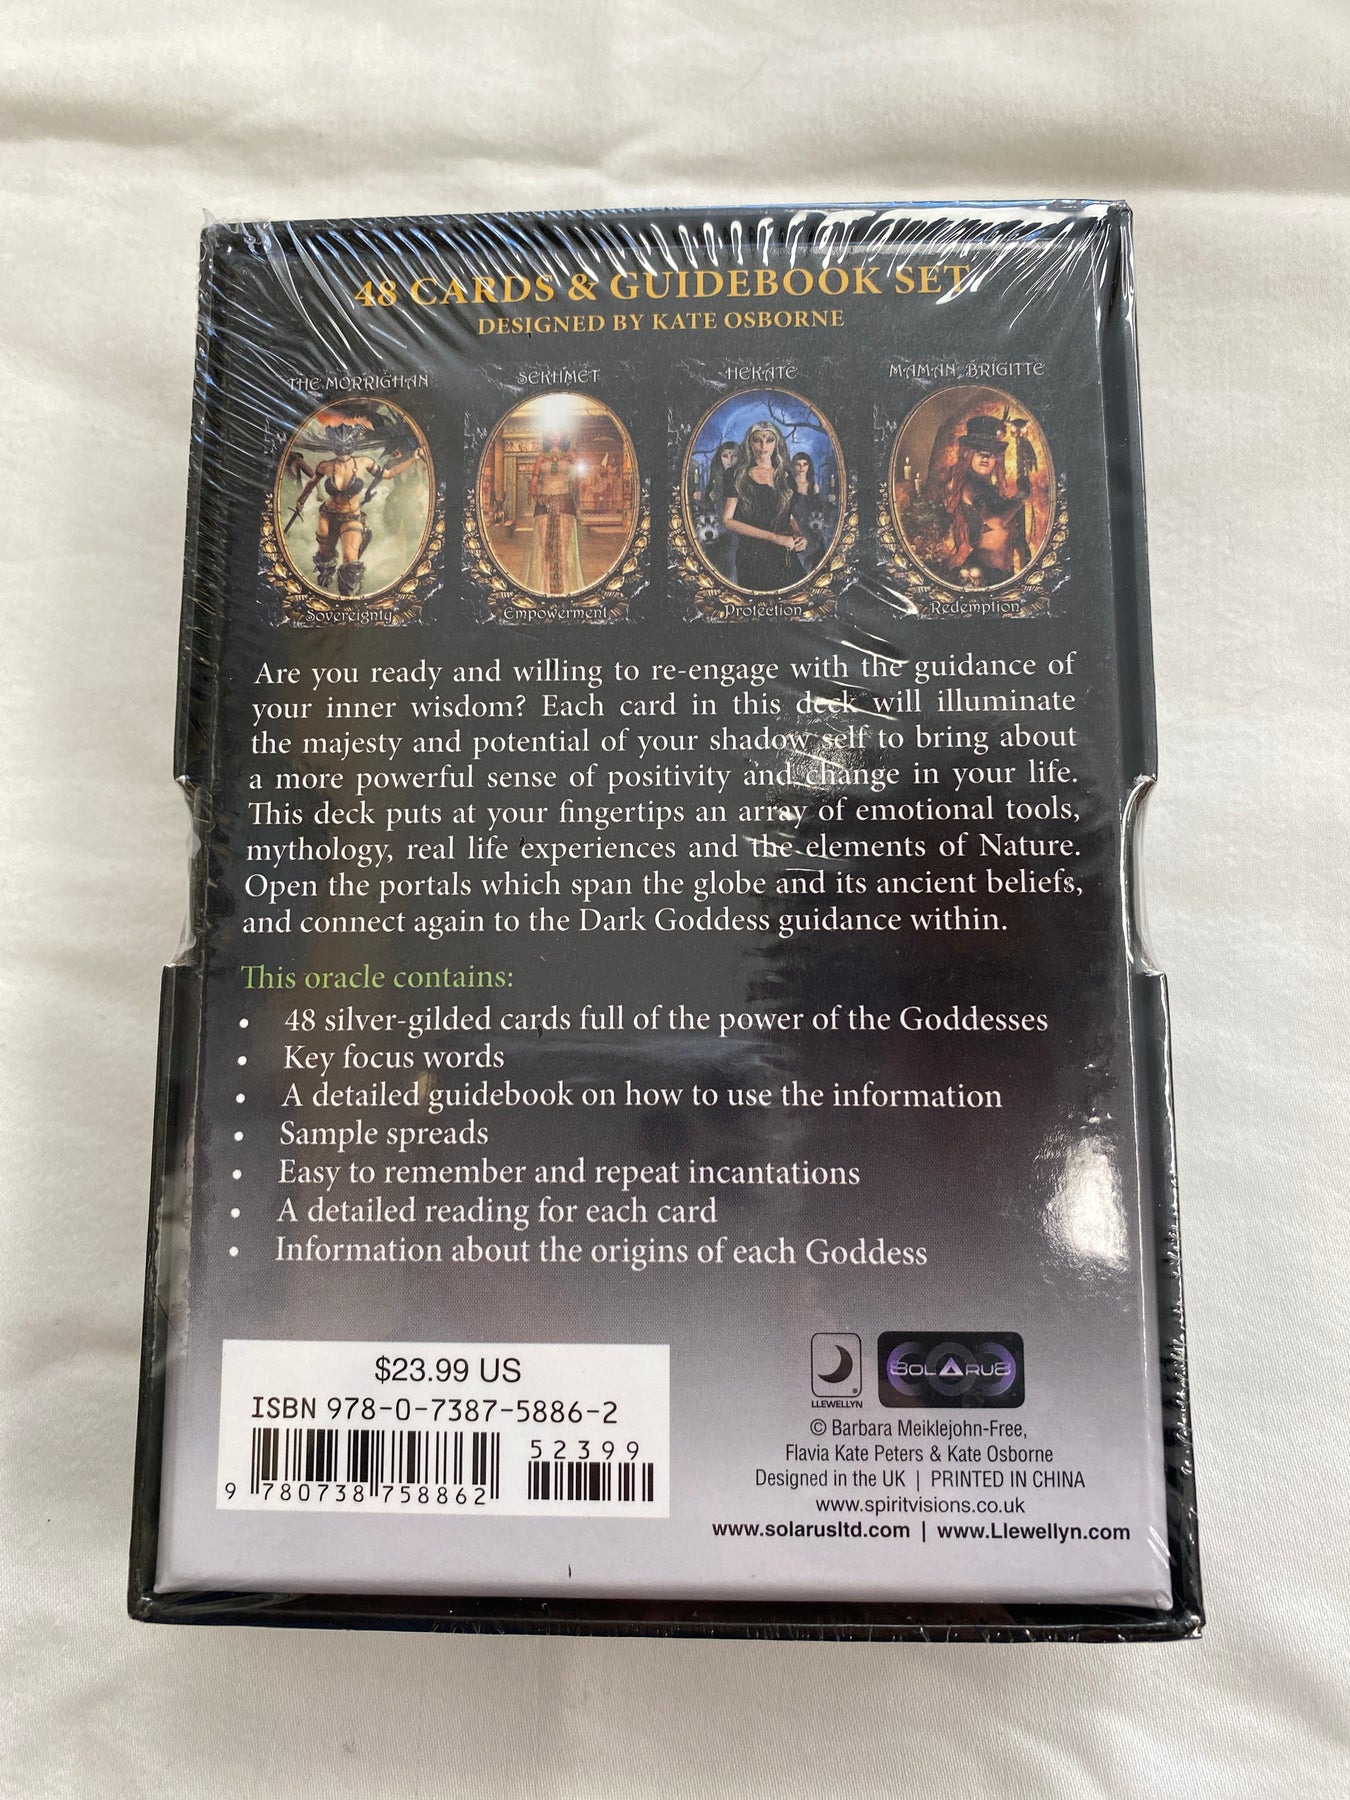 48 CARDS & GUIDEBOOK SET
DESIGNED BY KATE OSBORNE
THE MORRIGHAN
SEKHMET
HEKATE
MAMAN BRIGITTE
Sovereignty
Empowerment
Protection
Redemption
Are you ready and willing to re-engage with the guidance of
your inner wisdom? Each card in this deck will illuminate
the majesty and potential of your shadow self to bring about
a more powerful sense of positivity and change in your life.
This deck puts at your fingertips an array of emotional tools,
mythology, real life experiences and the elements of Nature.
Open the portals which span the globe and its ancient beliefs,
and connect again to the Dark Goddess guidance within.
This oracle contains:
• 48 silver-gilded cards full of the power of the Goddesses
• Key focus words
• A detailed guidebook on how to use the information
• Sample spreads
• Easy to remember and repeat incantations
• A detailed reading for each card
• Information about the origins of each Goddess
$23.99 US
ISBN 978-0-7387-5886-2
52399
9 780738 758862
LLEWELLYN
SOLARUS
© Barbara Meiklejohn-Free,
Flavia Kate Peters & Kate Osborne
Designed in the UK | PRINTED IN CHINA
www.spiritvisions.co.uk
www.solarusltd.com | www.Llewellyn.com